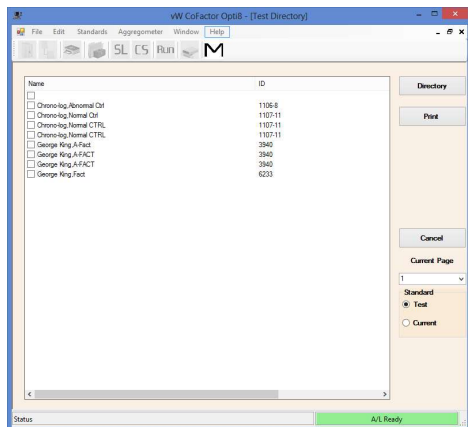 vW CoFactor Opti8 - [Test Directory]
File Edit Standards Aggregometer Window Help
SL CS Run M
Name ID
Chrono-log,Abnormal Ctrl 1106-8
Chrono-log,Normal Ctrl 1107-11
Chrono-log,Normal CTRL 1107-11
Chrono-log,Normal CTRL 1107-11
George King,A-Fact 3940
George King,A-FACT 3940
George King,A-FACT 3940
George King,Fact 6233
Directory
Print
Cancel
Current Page
1
Standard
Test
Current
Status A/L Ready